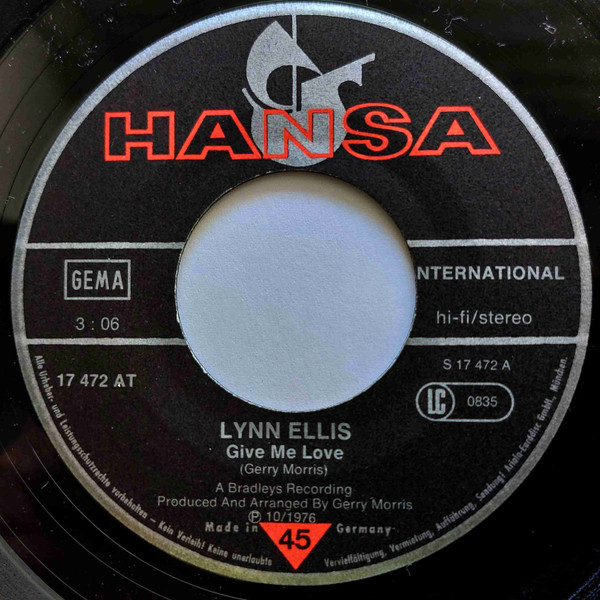 HANSA
GEMA
NTERNATIONAL
3 : 06
hi-fi/stereo
17 472 AT
S 17 472 A
LC 0835
LYNN ELLIS
Give Me Love
(Gerry Morris)
A Bradleys Recording
Produced And Arranged By Gerry Morris
℗ 10/1976
Made in Germany
45
Alle Urheber- und Leistungsschutzrechte vorbehalten - Kein Verleih! Keine unerlaubte Vervielfältigung, Vermietung, Aufführung, Sendung! Ariola-Eurodisc GmbH, München.